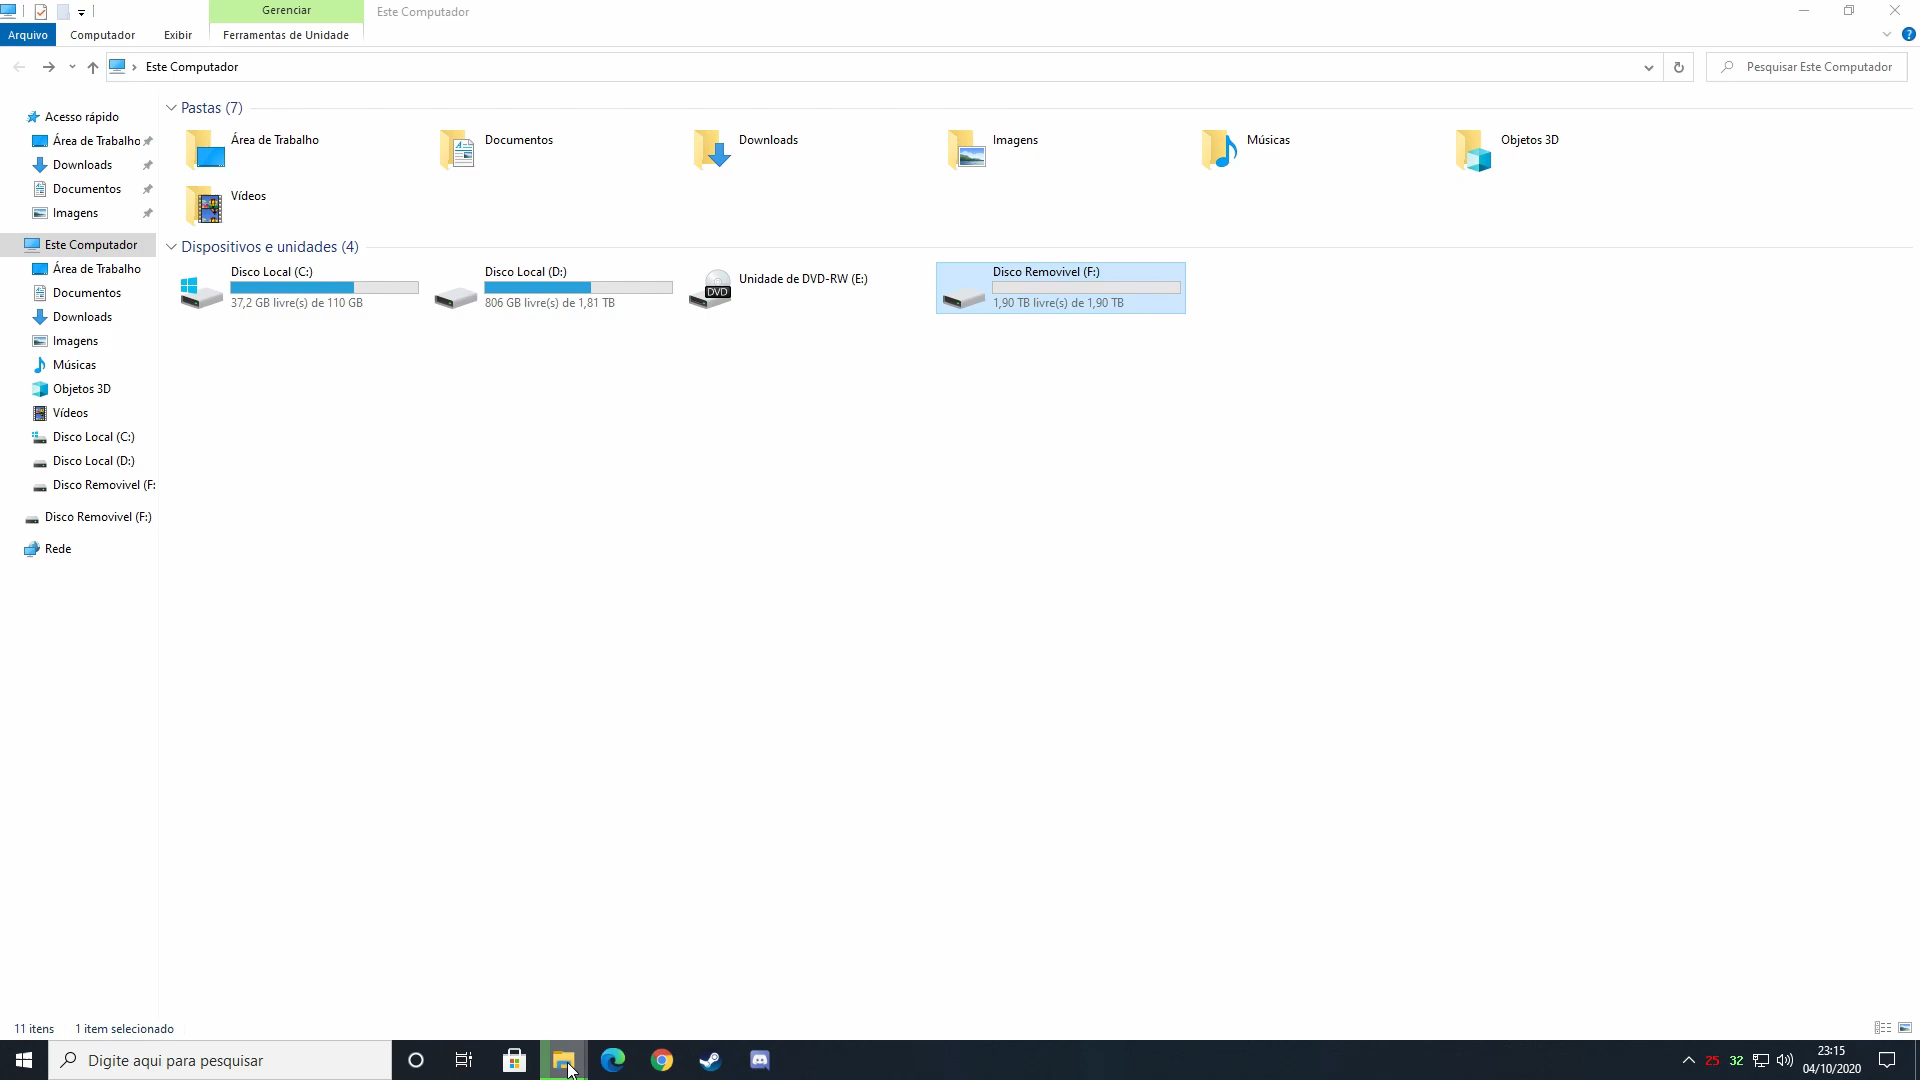 Gerenciar
Este Computador
Arquivo
Computador
Exibir
Ferramentas de Unidade
?
Este Computador
Pesquisar Este Computador
Acesso rápido
Área de Trabalho
Downloads
Documentos
Imagens
Este Computador
Área de Trabalho
Documentos
Downloads
Imagens
Músicas
Objetos 3D
Vídeos
Disco Local (C:)
Disco Local (D:)
Disco Removivel (F:
Disco Removivel (F:)
Rede
Pastas (7)
Área de Trabalho
Documentos
Downloads
Imagens
Músicas
Objetos 3D
Vídeos
Dispositivos e unidades (4)
Disco Local (C:)
37,2 GB livre(s) de 110 GB
Disco Local (D:)
806 GB livre(s) de 1,81 TB
DVD
Unidade de DVD-RW (E:)
Disco Removivel (F:)
1,90 TB livre(s) de 1,90 TB
11 itens
1 item selecionado
Digite aqui para pesquisar
25
32
23:15
04/10/2020